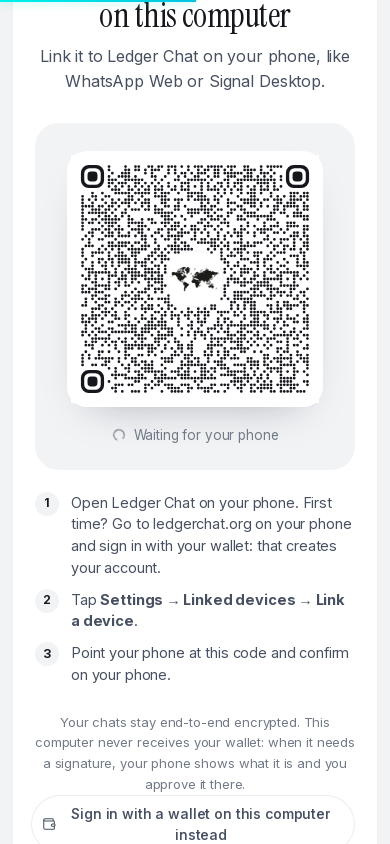 on this computer
Link it to Ledger Chat on your phone, like
WhatsApp Web or Signal Desktop.
Waiting for your phone
1 Open Ledger Chat on your phone. First
time? Go to ledgerchat.org on your phone
and sign in with your wallet: that creates
your account.
2 Tap Settings → Linked devices → Link
a device.
3 Point your phone at this code and confirm
on your phone.
Your chats stay end-to-end encrypted. This
computer never receives your wallet: when it needs
a signature, your phone shows what it is and you
approve it there.
Sign in with a wallet on this computer
instead